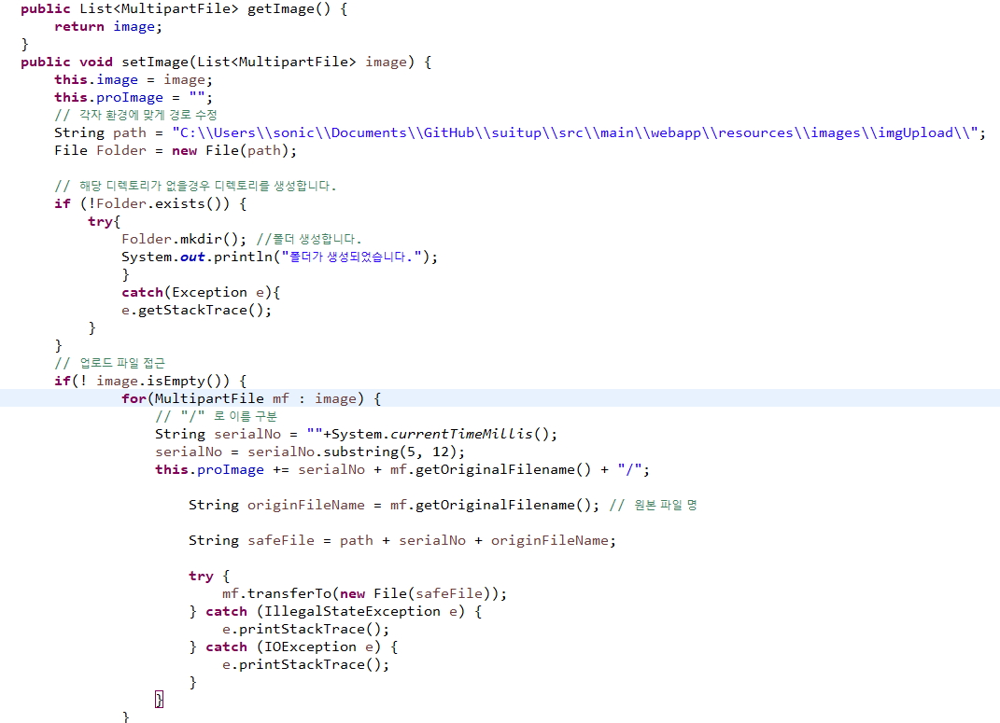 public List<MultipartFile> getImage() {
return image;
}
public void setImage(List<MultipartFile> image) {
this.image = image;
this.proImage = "";
// 각자 환경에 맞게 경로 수정
String path = "C:\\Users\\sonic\\Documents\\GitHub\\suitup\\src\\main\\webapp\\resources\\images\\imgUpload\\";
File Folder = new File(path);
// 해당 디렉토리가 없을경우 디렉토리를 생성합니다.
if (!Folder.exists()) {
try{
Folder.mkdir(); //폴더 생성합니다.
System.out.println("폴더가 생성되었습니다.");
}
catch(Exception e){
e.getStackTrace();
}
}
// 업로드 파일 접근
if(! image.isEmpty()) {
for(MultipartFile mf : image) {
// "/" 로 이름 구분
String serialNo = ""+System.currentTimeMillis();
serialNo = serialNo.substring(5, 12);
this.proImage += serialNo + mf.getOriginalFilename() + "/";
String originFileName = mf.getOriginalFilename(); // 원본 파일 명
String safeFile = path + serialNo + originFileName;
try {
mf.transferTo(new File(safeFile));
} catch (IllegalStateException e) {
e.printStackTrace();
} catch (IOException e) {
e.printStackTrace();
}
}
}